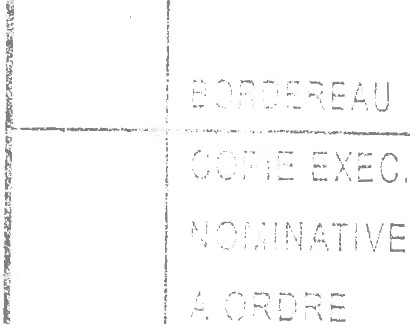 BORDEREAU
COPIE EXEC.
NOMINATIVE
A ORDRE